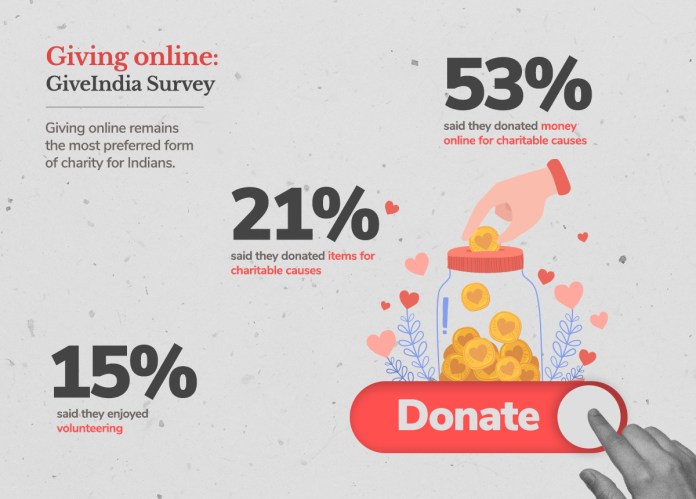 Giving online:
GiveIndia Survey
Giving online remains
the most preferred form
of charity for Indians.
53%
said they donated money
online for charitable causes
21%
said they donated items for
charitable causes
15%
said they enjoyed
volunteering
Donate